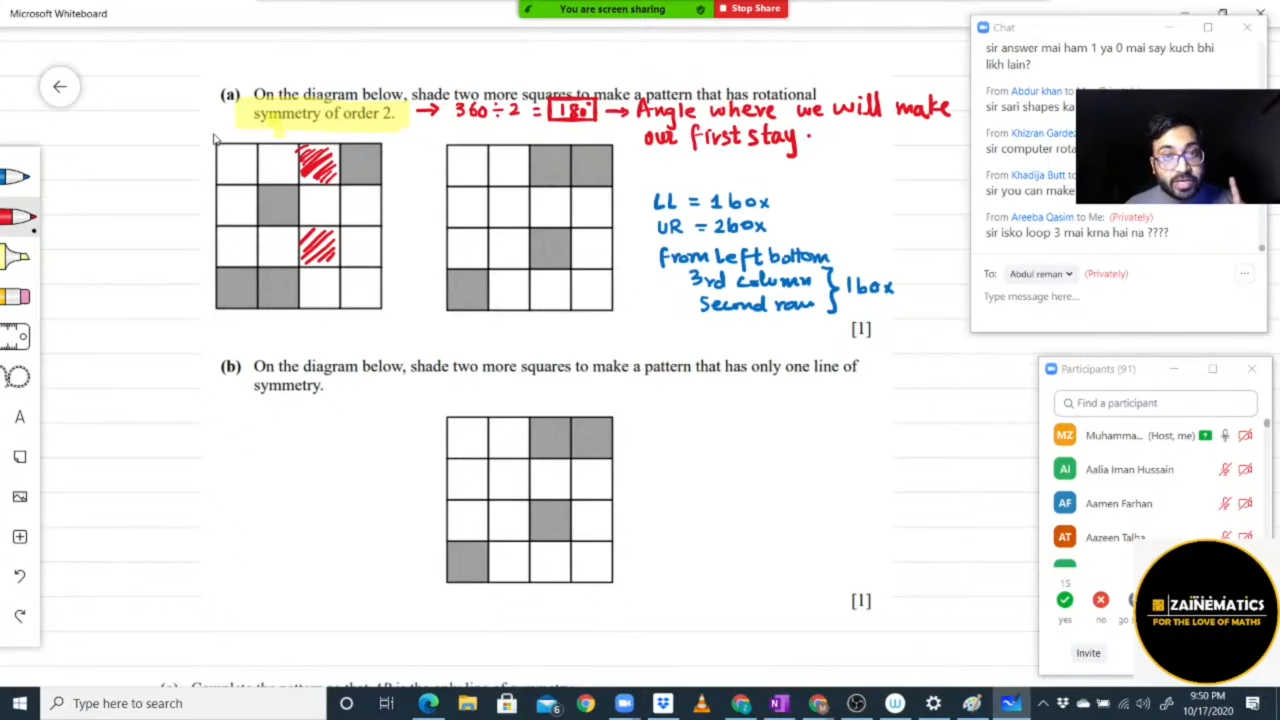 Microsoft Whiteboard
You are screen sharing
Stop Share
(a) On the diagram below, shade two more squares to make a pattern that has rotational
symmetry of order 2.
→ 360 ÷ 2 = 180° → Angle where we will make
our first stay.
LL = 1 box
UR = 2 box
From left bottom
3rd column
second row
} 1 box
[1]
(b) On the diagram below, shade two more squares to make a pattern that has only one line of
symmetry.
[1]
Chat
sir answer mai ham 1 ya 0 mai say kuch bhi
likh lain?
From Abdur khan to
sir sari shapes ka
From Khizran Gardez
sir computer rota
From Khadija Butt to
sir you can make
From Areeba Qasim to Me: (Privately)
sir isko loop 3 mai krna hai na ????
To: Abdul reman (Privately)
Type message here...
Participants (91)
Find a participant
MZ Muhamma... (Host, me)
AI Aalia Iman Hussain
AF Aamen Farhan
AT Aazeen Talha
15
yes
no
go
Invite
ZAINEMATICS
FOR THE LOVE OF MATHS
Type here to search
6
9:50 PM
10/17/2020